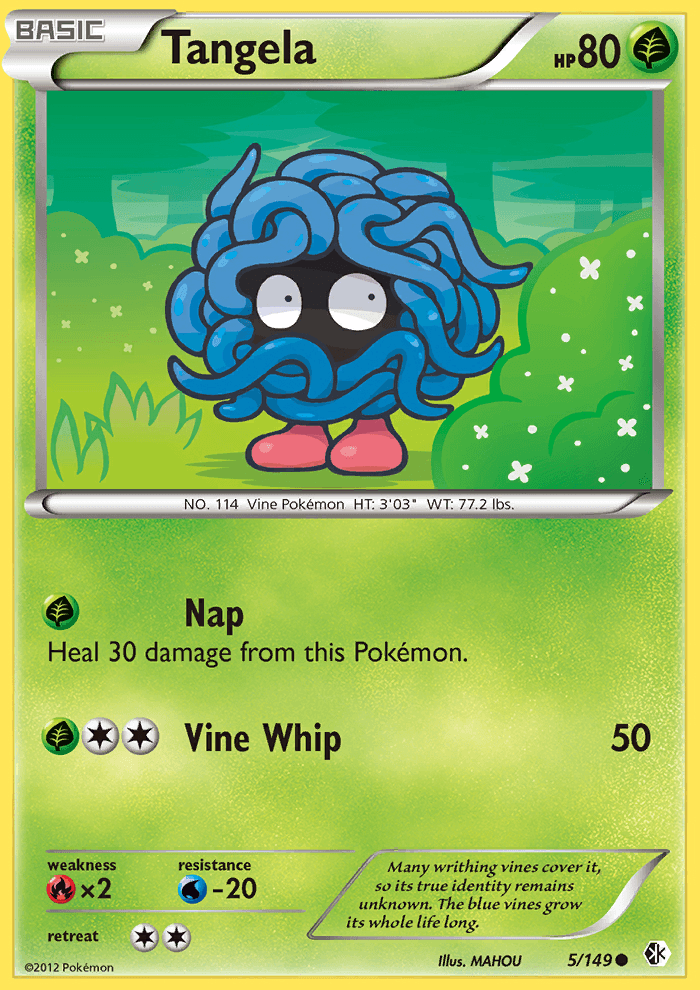 BASIC
Tangela
HP80
NO. 114 Vine Pokémon HT: 3'03" WT: 77.2 lbs.
Nap
Heal 30 damage from this Pokémon.
Vine Whip 50
weakness resistance
×2 -20
Many writhing vines cover it,
so its true identity remains
unknown. The blue vines grow
its whole life long.
retreat
©2012 Pokémon
Illus. MAHOU 5/149